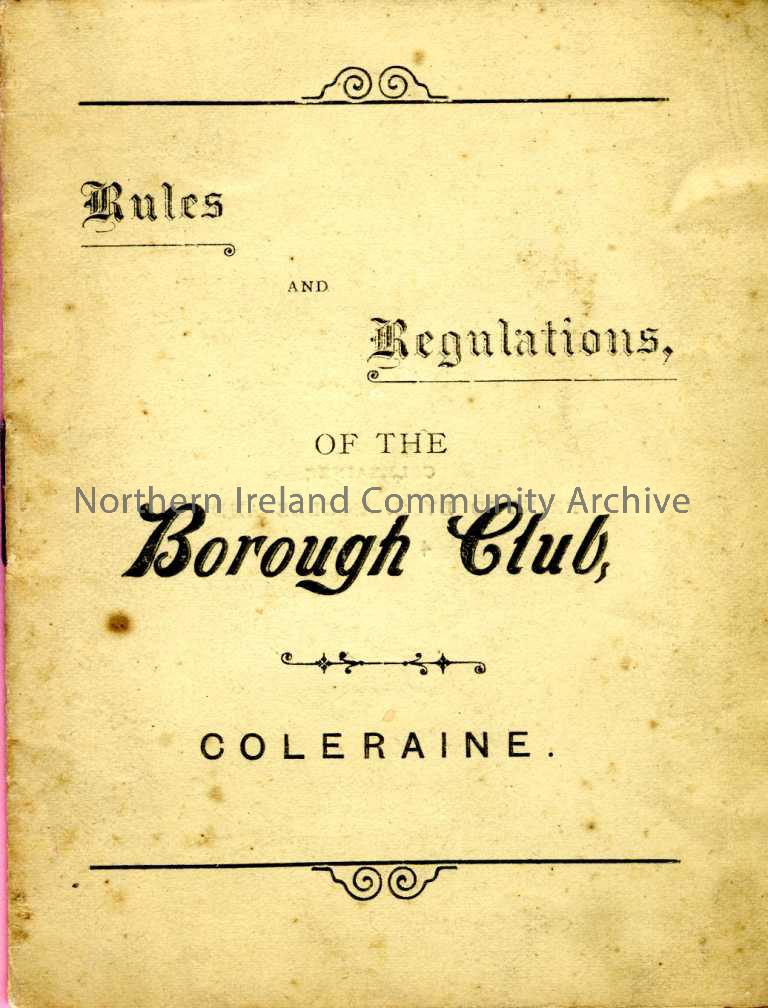 Rules
AND
Regulations,
OF THE
Northern Ireland Community Archive
Borough Club,
COLERAINE.